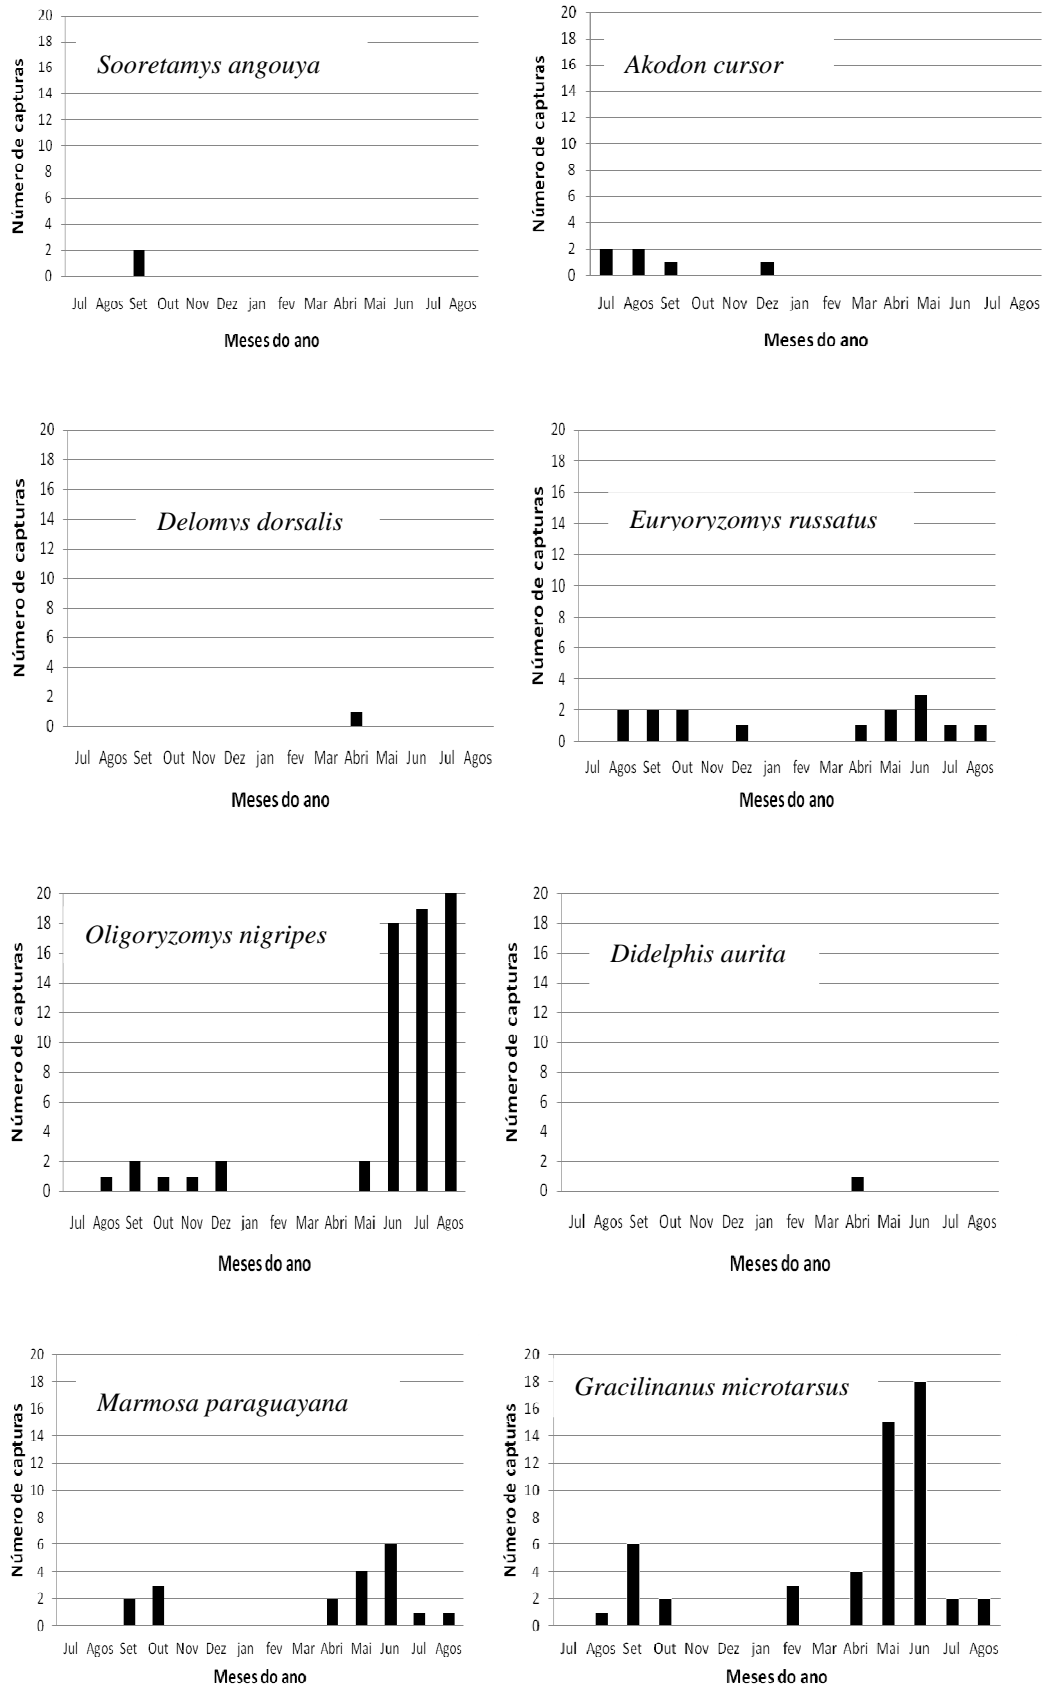 Sooretamys angouya
Número de capturas
20
18
16
14
12
10
8
6
4
2
0
Jul Agos Set Out Nov Dez jan fev Mar Abri Mai Jun Jul Agos
Meses do ano
Akodon cursor
Número de capturas
20
18
16
14
12
10
8
6
4
2
0
Jul Agos Set Out Nov Dez jan fev Mar Abri Mai Jun Jul Agos
Meses do ano
Delomys dorsalis
Número de capturas
20
18
16
14
12
10
8
6
4
2
0
Jul Agos Set Out Nov Dez jan fev Mar Abri Mai Jun Jul Agos
Meses do ano
Euryoryzomys russatus
Número de capturas
20
18
16
14
12
10
8
6
4
2
0
Jul Agos Set Out Nov Dez jan fev Mar Abri Mai Jun Jul Agos
Meses do ano
Oligoryzomys nigripes
Número de capturas
20
18
16
14
12
10
8
6
4
2
0
Jul Agos Set Out Nov Dez jan fev Mar Abri Mai Jun Jul Agos
Meses do ano
Didelphis aurita
Número de capturas
20
18
16
14
12
10
8
6
4
2
0
Jul Agos Set Out Nov Dez jan fev Mar Abri Mai Jun Jul Agos
Meses do ano
Marmosa paraguayana
Número de capturas
20
18
16
14
12
10
8
6
4
2
0
Jul Agos Set Out Nov Dez jan fev Mar Abri Mai Jun Jul Agos
Meses do ano
Gracilinanus microtarsus
Número de capturas
20
18
16
14
12
10
8
6
4
2
0
Jul Agos Set Out Nov Dez jan fev Mar Abri Mai Jun Jul Agos
Meses do ano